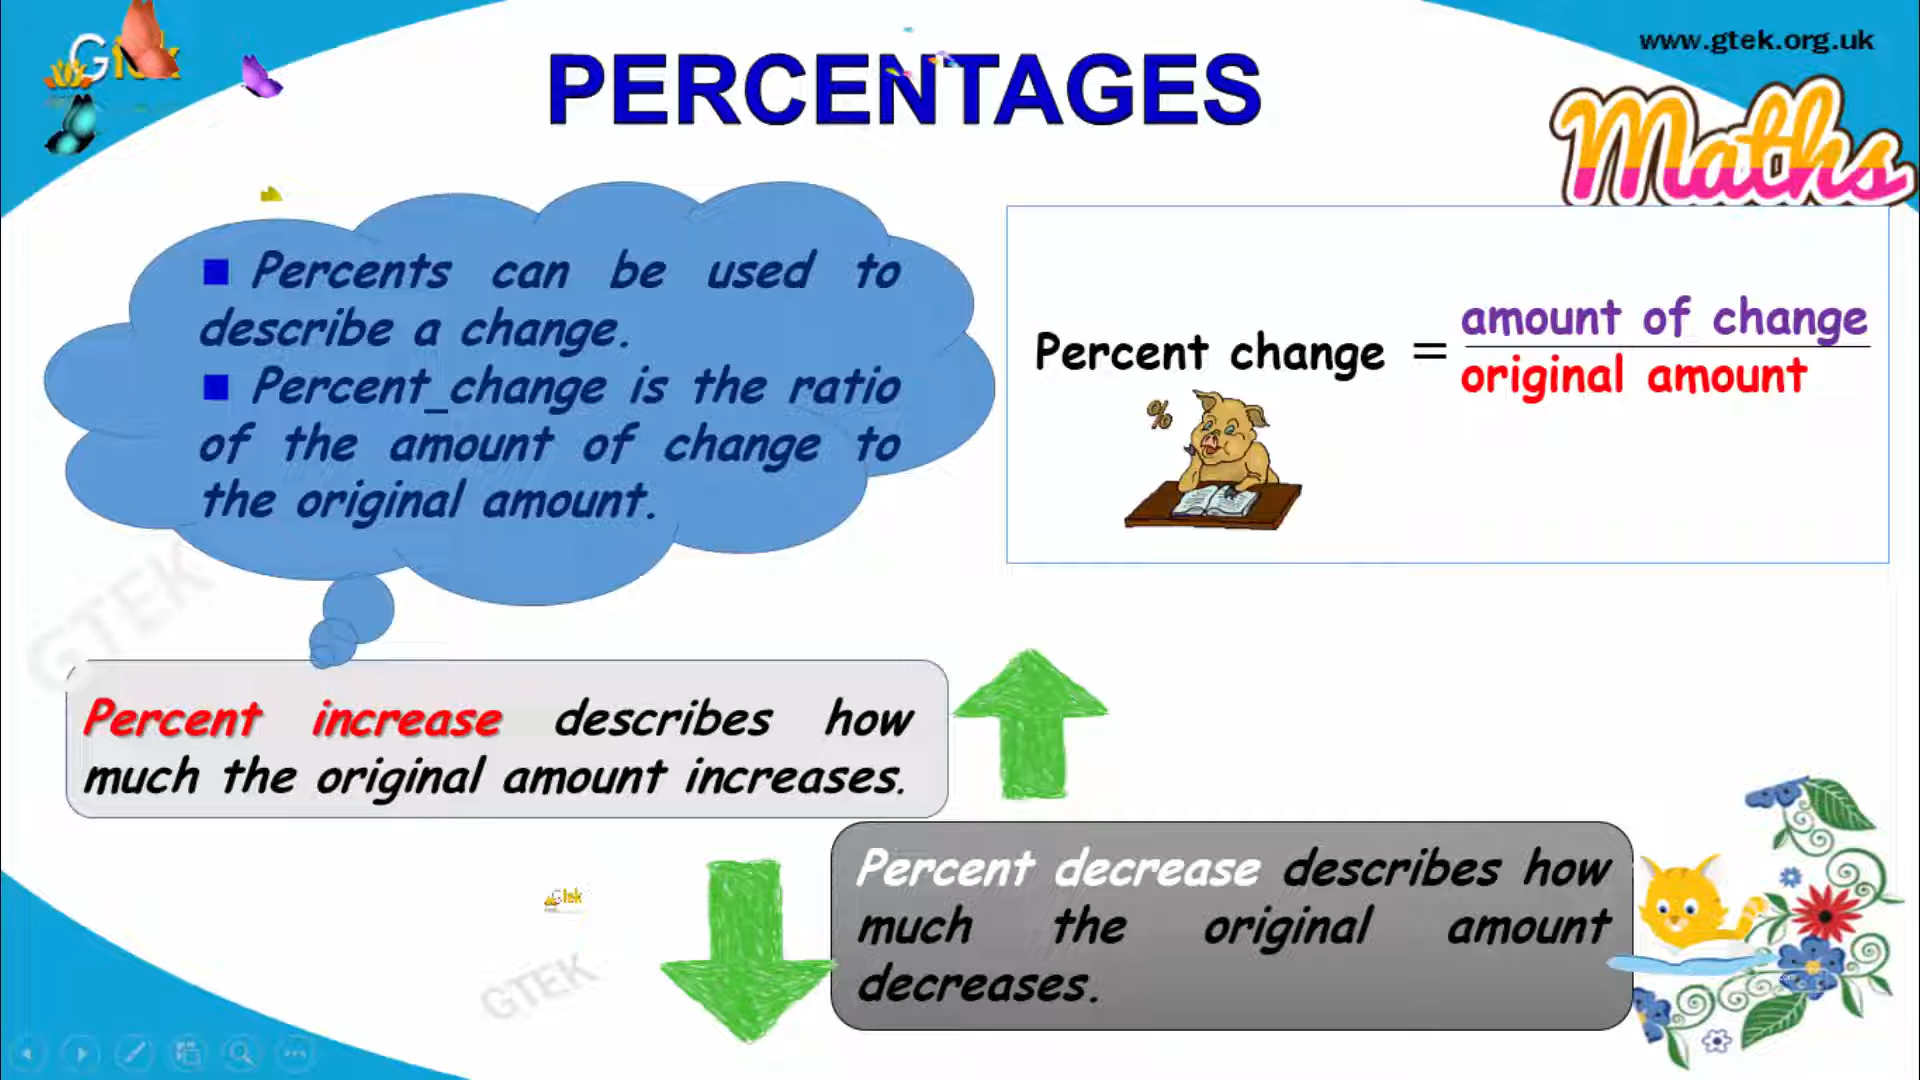 Gtek
www.gtek.org.uk
PERCENTAGES
Maths
Percents can be used to
describe a change.
Percent_change is the ratio
of the amount of change to
the original amount.
Percent change = amount of change
original amount
%
GTEK
Percent increase describes how
much the original amount increases.
Percent decrease describes how
much the original amount
decreases.
Gtek
GTEK